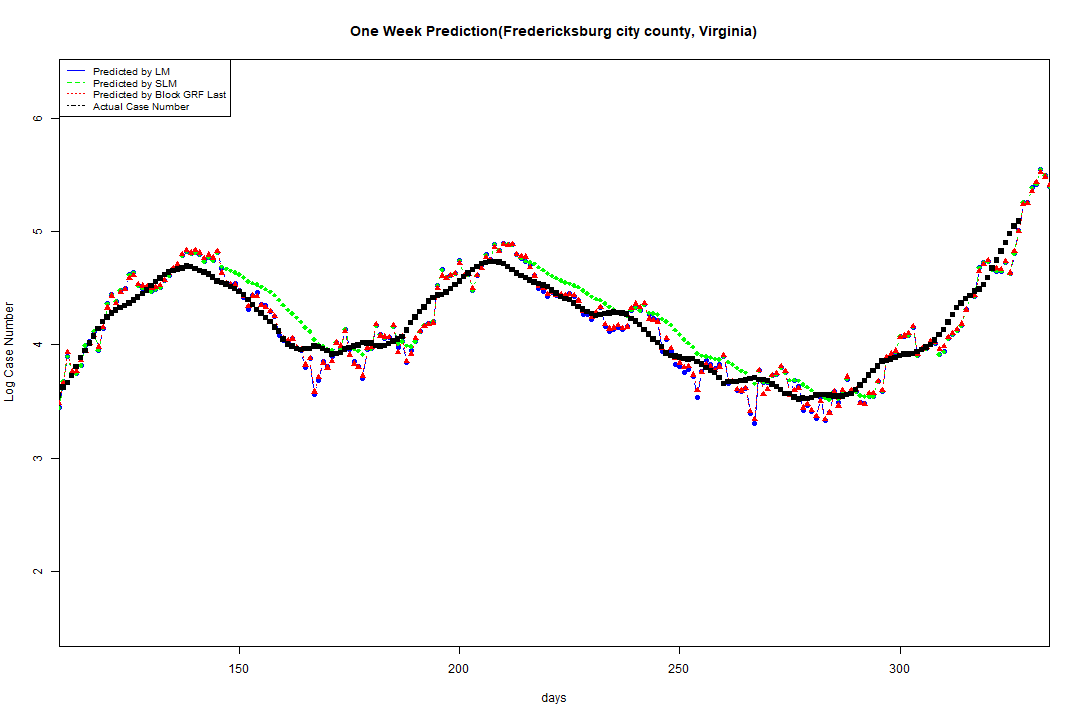 One Week Prediction(Fredericksburg city county, Virginia)
Predicted by LM
Predicted by SLM
Predicted by Block GRF Last
Actual Case Number
Log Case Number
6
5
4
3
2
150
200
250
300
days